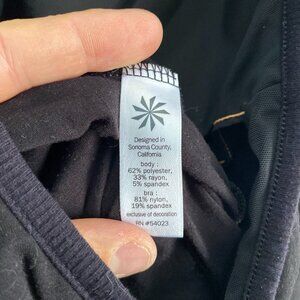 Designed in
Sonoma County,
California
body :
62% polyester,
33% rayon,
5% spandex
bra :
81% nylon,
19% spandex
exclusive of decoration
RN #54023